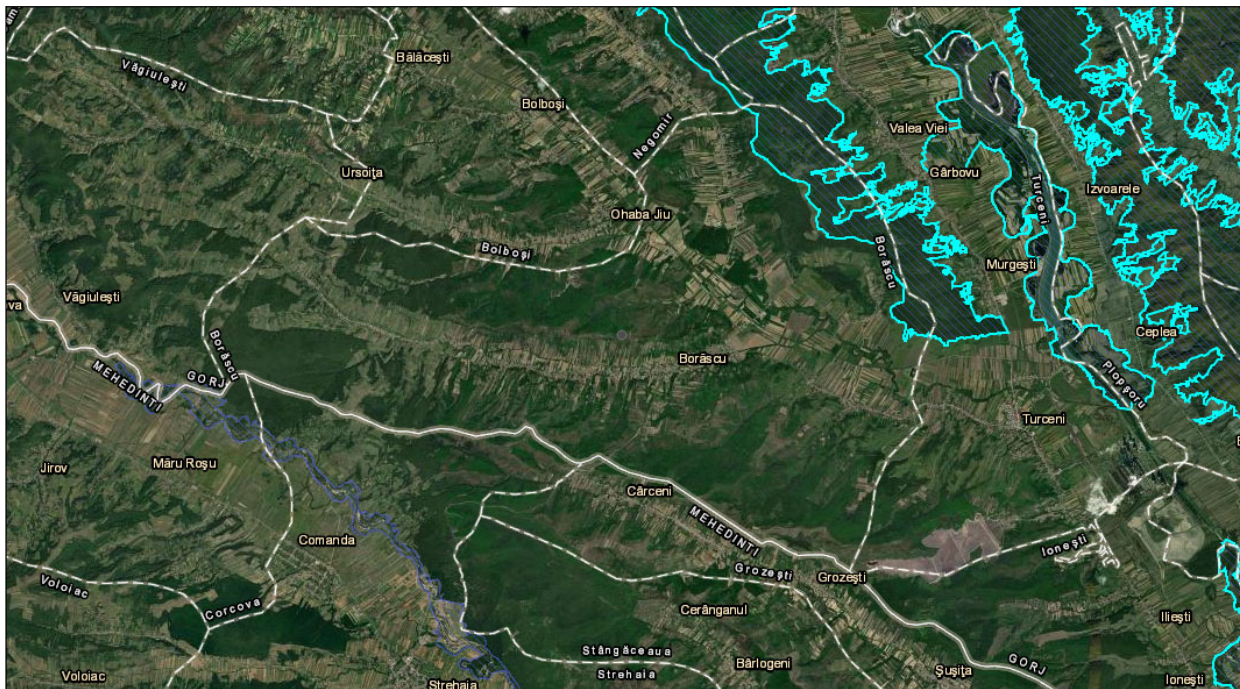 Bălăcești
Văgiulești
Bolboși
Negomir
Valea Viei
Ursoița
Gârbovu
Turceni
Izvoarele
Ohaba Jiu
Bolboși
Borăscu
Murgești
Văgiulești
Ceplea
Borăscu
Borăscu
GORJ
MEHEDINTI
Plopșoru
Turceni
Jirov
Măru Roșu
Cârceni
MEHEDINTI
Comanda
Ionești
Grozești
Grozești
Voloiac
Corcova
Cerânganul
Iliești
Stângăceaua
Strehaia
Bârlogeni
GORJ
Voloiac
Strehaia
Șușița
Ionești